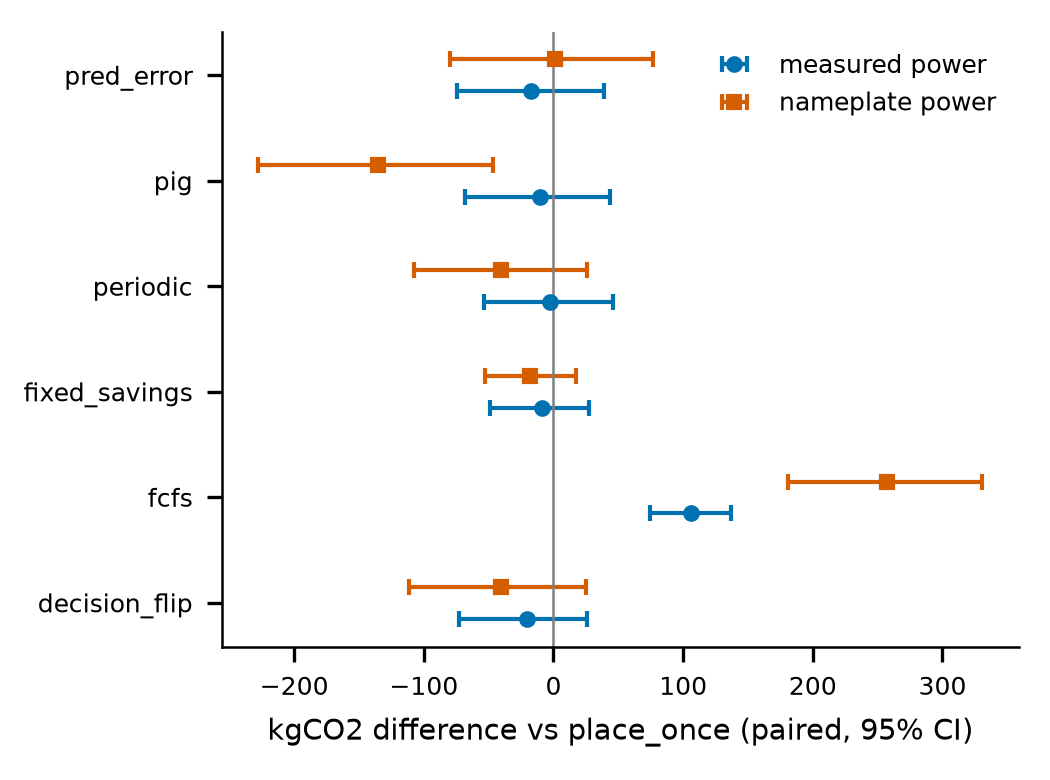 pred_error
pig
periodic
fixed_savings
fcfs
decision_flip
measured power
nameplate power
−200 −100 0 100 200 300
kgCO2 difference vs place_once (paired, 95% CI)